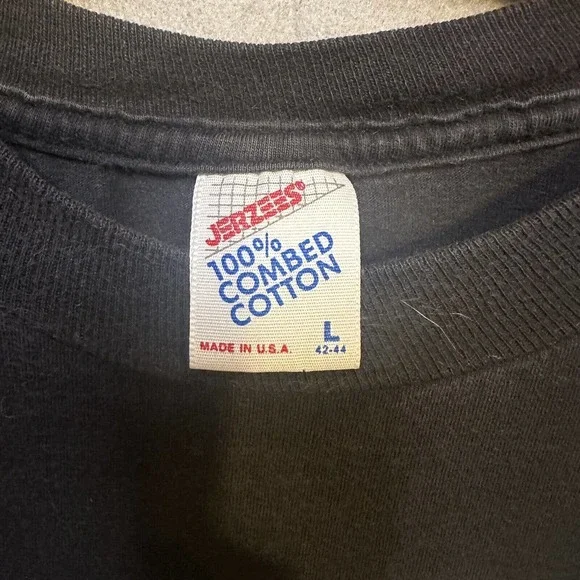 JERZEES®
100%
COMBED
COTTON
L
MADE IN U.S.A. 42-44